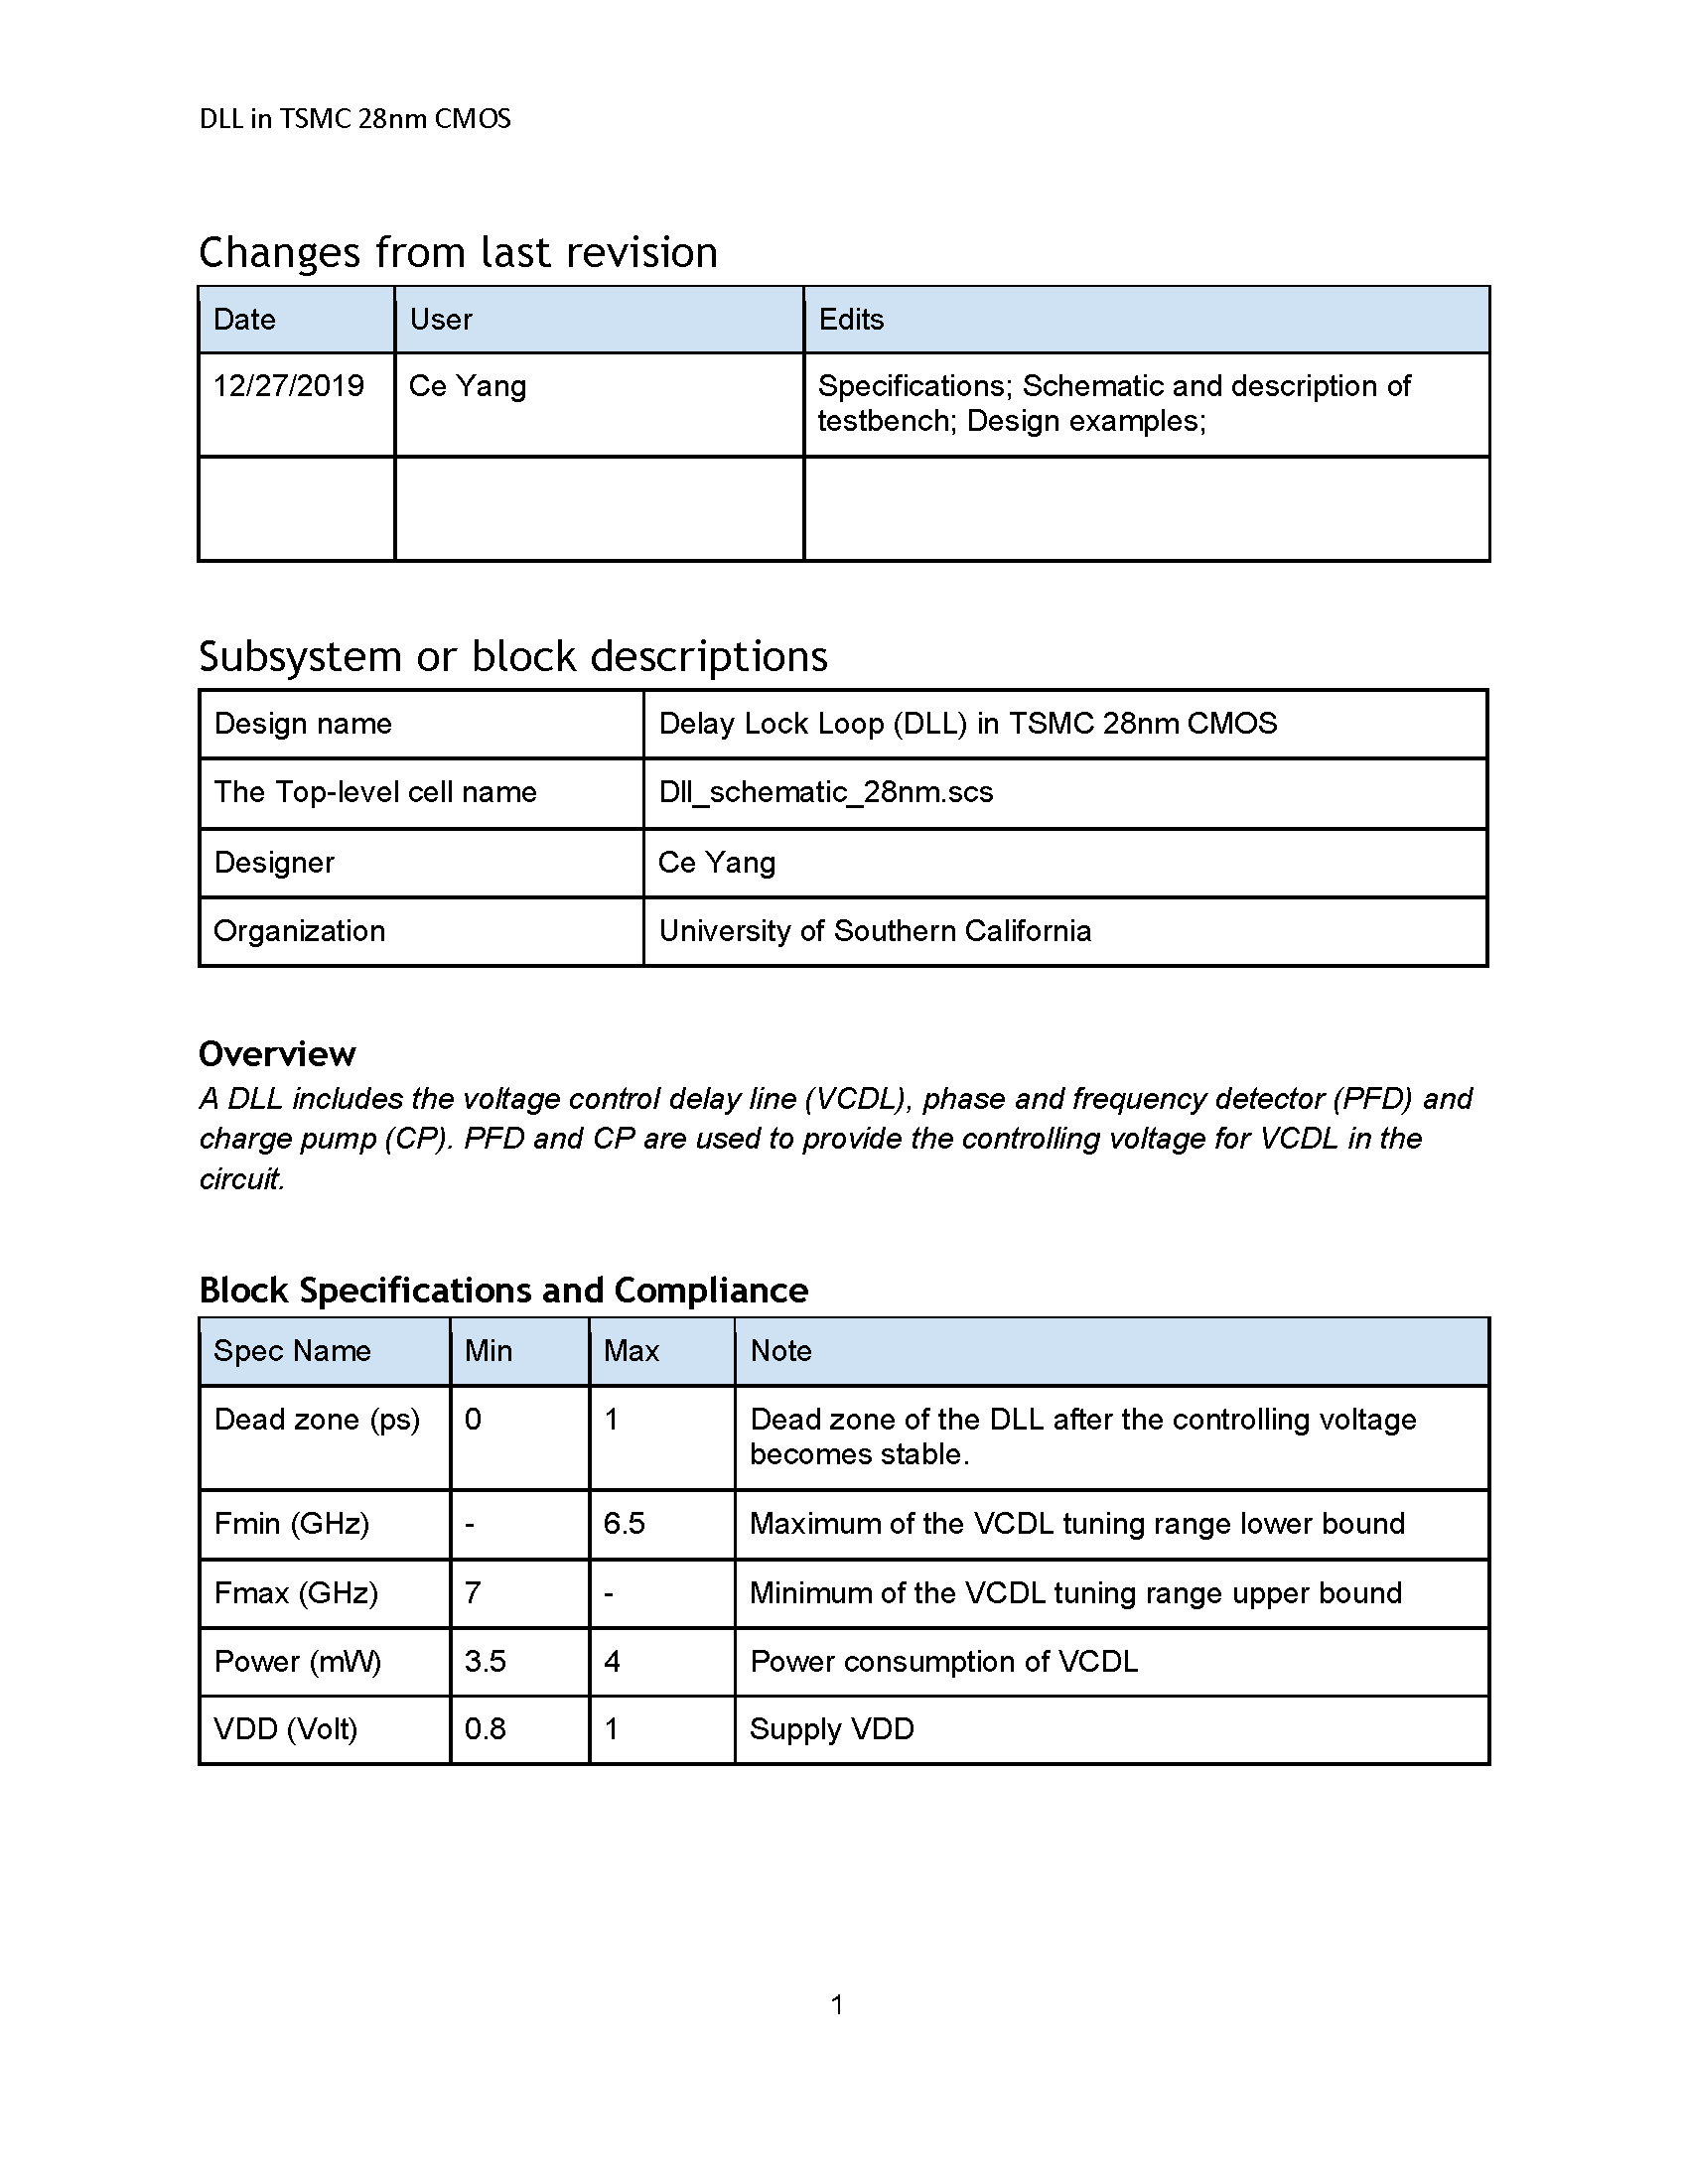 DLL in TSMC 28nm CMOS
Changes from last revision
Date User Edits
12/27/2019 Ce Yang Specifications; Schematic and description of
testbench; Design examples;
Subsystem or block descriptions
Design name Delay Lock Loop (DLL) in TSMC 28nm CMOS
The Top-level cell name Dll_schematic_28nm.scs
Designer Ce Yang
Organization University of Southern California
Overview
A DLL includes the voltage control delay line (VCDL), phase and frequency detector (PFD) and
charge pump (CP). PFD and CP are used to provide the controlling voltage for VCDL in the
circuit.
Block Specifications and Compliance
Spec Name Min Max Note
Dead zone (ps) 0 1 Dead zone of the DLL after the controlling voltage
becomes stable.
Fmin (GHz) - 6.5 Maximum of the VCDL tuning range lower bound
Fmax (GHz) 7 - Minimum of the VCDL tuning range upper bound
Power (mW) 3.5 4 Power consumption of VCDL
VDD (Volt) 0.8 1 Supply VDD
1